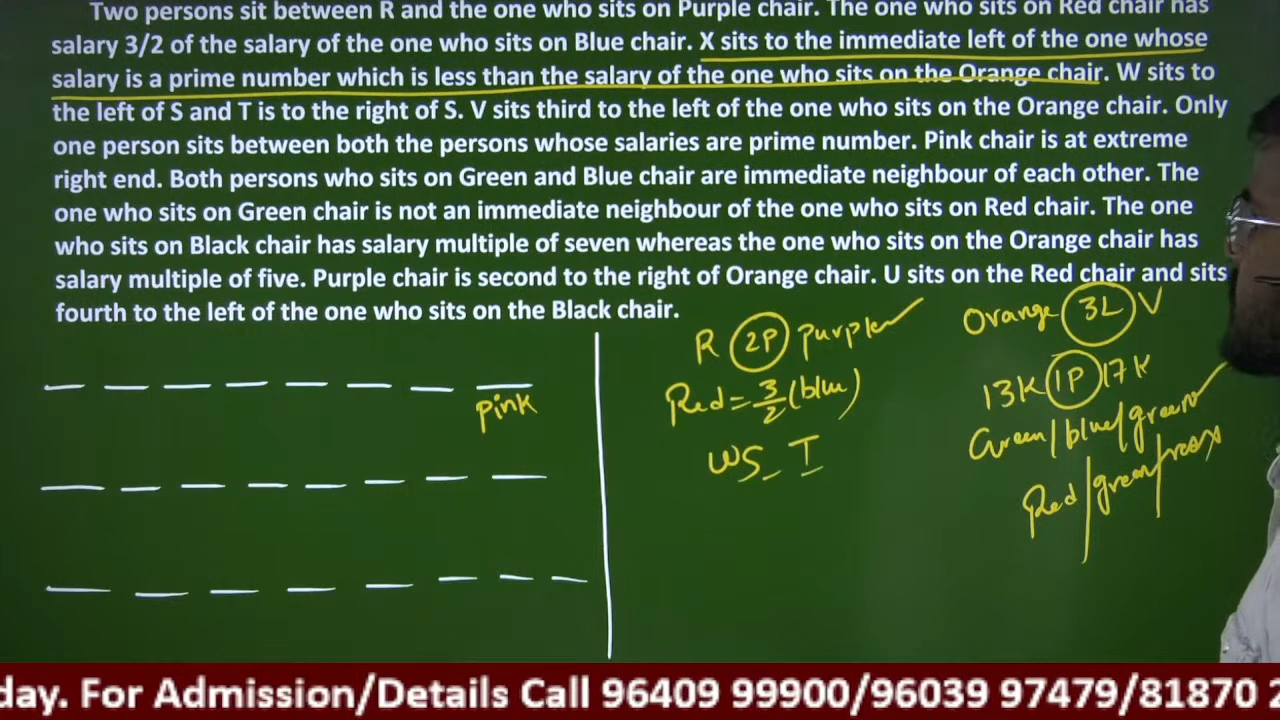 Two persons sit between R and the one who sits on Purple chair. The one who sits on Red chair has
salary 3/2 of the salary of the one who sits on Blue chair. X sits to the immediate left of the one whose
salary is a prime number which is less than the salary of the one who sits on the Orange chair. W sits to
the left of S and T is to the right of S. V sits third to the left of the one who sits on the Orange chair. Only
one person sits between both the persons whose salaries are prime number. Pink chair is at extreme
right end. Both persons who sits on Green and Blue chair are immediate neighbour of each other. The
one who sits on Green chair is not an immediate neighbour of the one who sits on Red chair. The one
who sits on Black chair has salary multiple of seven whereas the one who sits on the Orange chair has
salary multiple of five. Purple chair is second to the right of Orange chair. U sits on the Red chair and sits
fourth to the left of the one who sits on the Black chair.
R 2P purple
Orange 3L V
Red = 3/2 (blue)
13K 1P 17K
Pink
Green/blue/green
WS_ T
Red/green/
day. For Admission/Details Call 96409 99900/96039 97479/81870